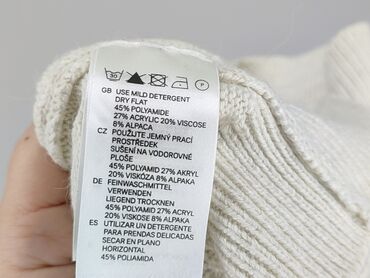 30
P
GB USE MILD DETERGENT
DRY FLAT
45% POLYAMIDE
27% ACRYLIC 20% VISCOSE
8% ALPACA
CZ POUŽIJTE JEMNÝ PRACÍ
PROSTŘEDEK
SUŠENÍ NA VODOROVNÉ
PLOŠE
45% POLYAMID 27% AKRYL
20% VISKÓZA 8% ALPAKA
DE FEINWASCHMITTEL
VERWENDEN
LIEGEND TROCKNEN
45% POLYAMID 27% ACRYL
20% VISKOSE 8% ALPAKA
ES UTILIZAR UN DETERGENTE
PARA PRENDAS DELICADAS
SECAR EN PLANO
HORIZONTAL
45% POLIAMIDA